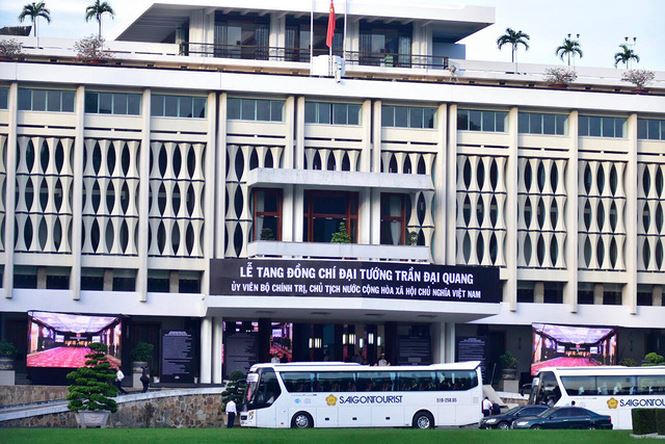 LỄ TANG ĐỒNG CHÍ ĐẠI TƯỚNG TRẦN ĐẠI QUANG
ỦY VIÊN BỘ CHÍNH TRỊ, CHỦ TỊCH NƯỚC CỘNG HÒA XÃ HỘI CHỦ NGHĨA VIỆT NAM
SAIGONTOURIST
SAIGONTOURIST